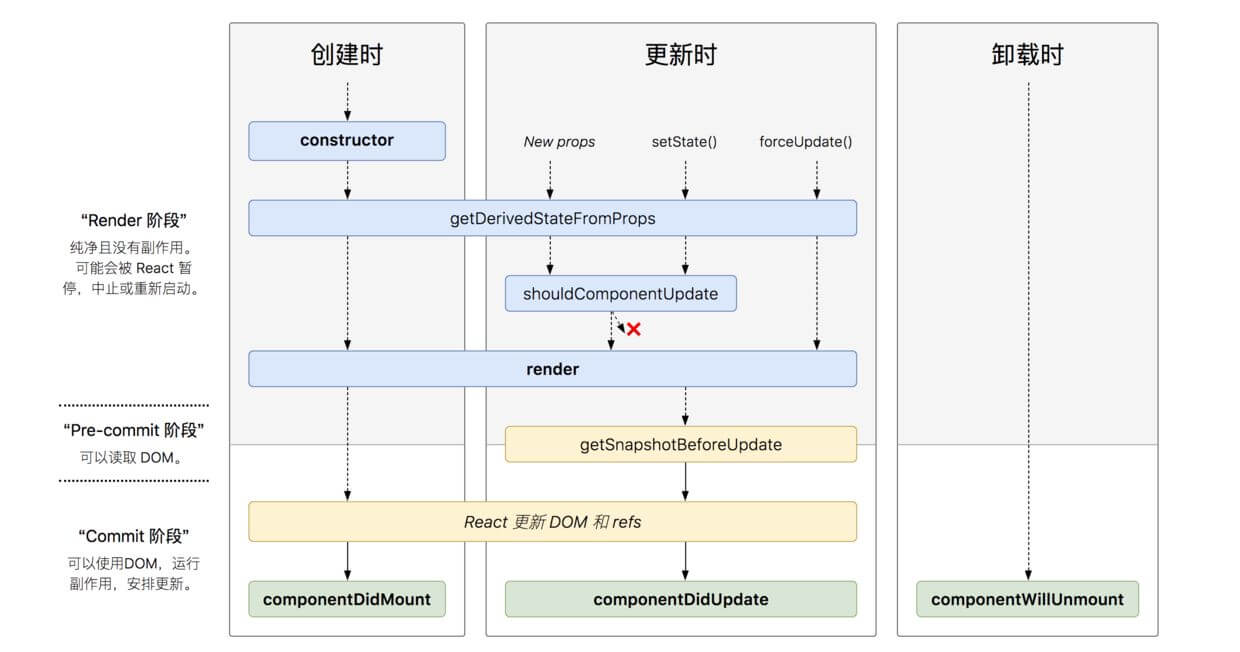 创建时
更新时
卸载时
constructor
New props
setState()
forceUpdate()
“Render 阶段”
纯净且没有副作用。
可能会被 React 暂
停，中止或重新启动。
getDerivedStateFromProps
shouldComponentUpdate
render
“Pre-commit 阶段”
可以读取 DOM。
getSnapshotBeforeUpdate
“Commit 阶段”
可以使用DOM，运行
副作用，安排更新。
React 更新 DOM 和 refs
componentDidMount
componentDidUpdate
componentWillUnmount